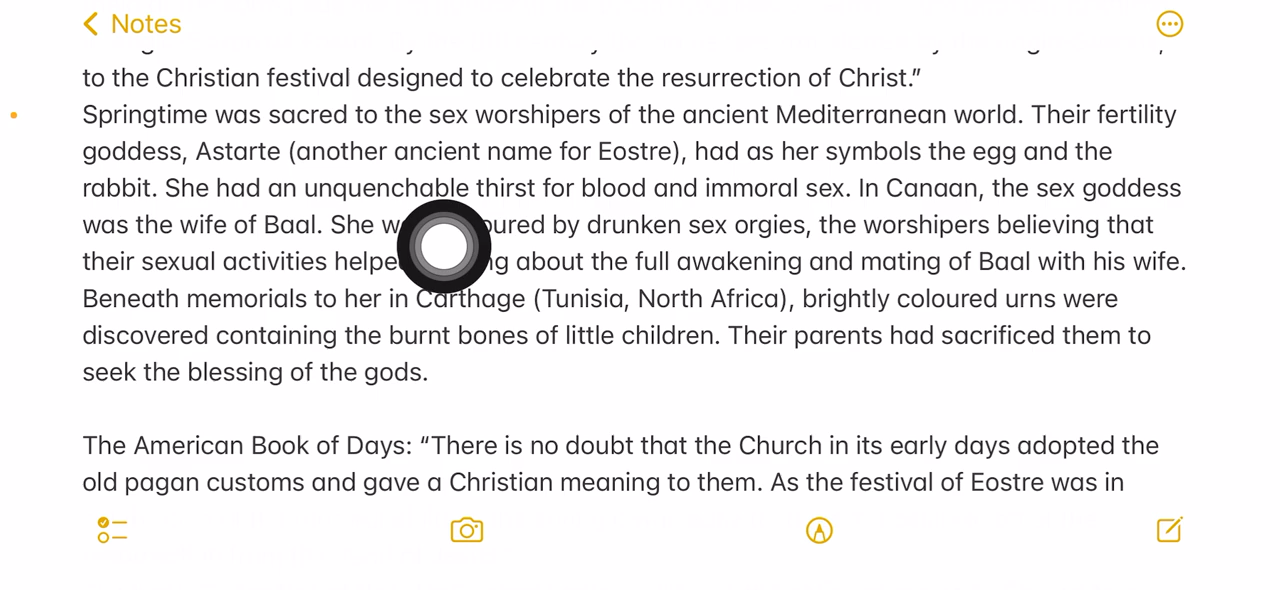 Notes
to the Christian festival designed to celebrate the resurrection of Christ.”
Springtime was sacred to the sex worshipers of the ancient Mediterranean world. Their fertility
goddess, Astarte (another ancient name for Eostre), had as her symbols the egg and the
rabbit. She had an unquenchable thirst for blood and immoral sex. In Canaan, the sex goddess
was the wife of Baal. She by drunken sex orgies, the worshipers believing that
their sexual activities about the full awakening and mating of Baal with his wife.
Beneath memorials to her in Carthage (Tunisia, North Africa), brightly coloured urns were
discovered containing the burnt bones of little children. Their parents had sacrificed them to
seek the blessing of the gods.
The American Book of Days: “There is no doubt that the Church in its early days adopted the
old pagan customs and gave a Christian meaning to them. As the festival of Eostre was in